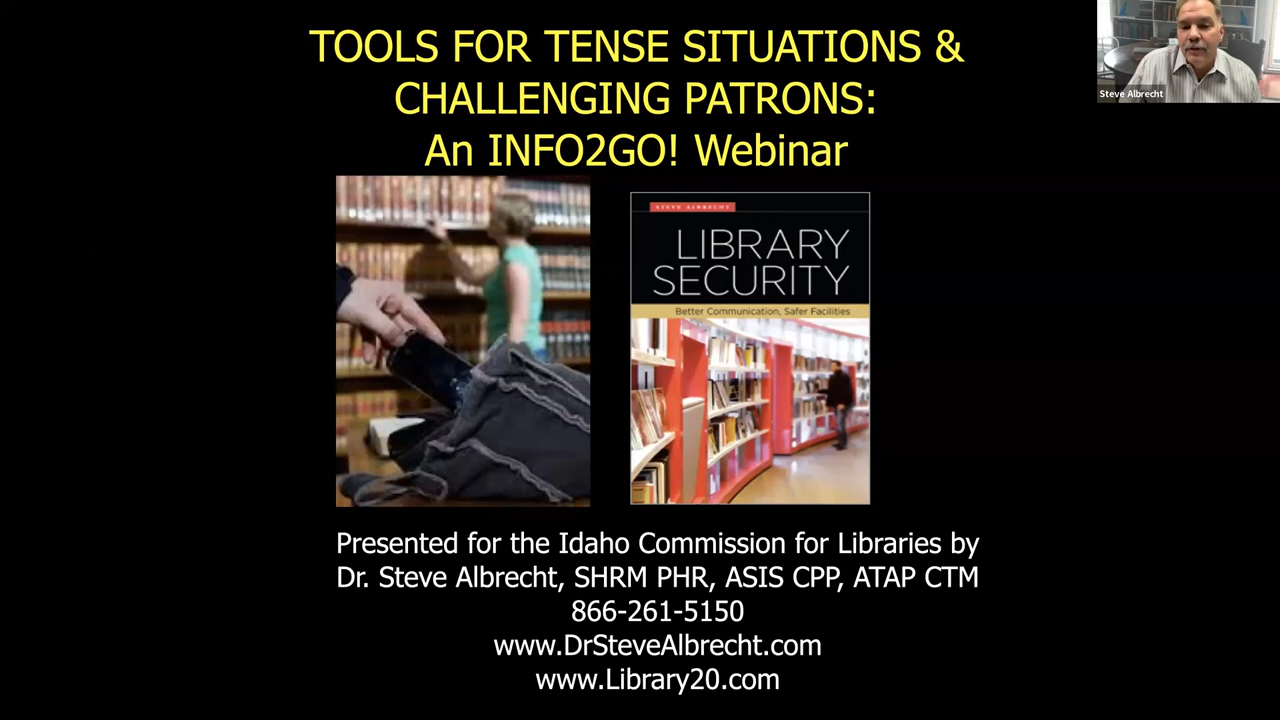 TOOLS FOR TENSE SITUATIONS &
CHALLENGING PATRONS:
An INFO2GO! Webinar
Steve Albrecht
STEVE ALBRECHT
LIBRARY
SECURITY
Better Communication, Safer Facilities
Presented for the Idaho Commission for Libraries by
Dr. Steve Albrecht, SHRM PHR, ASIS CPP, ATAP CTM
866-261-5150
www.DrSteveAlbrecht.com
www.Library20.com